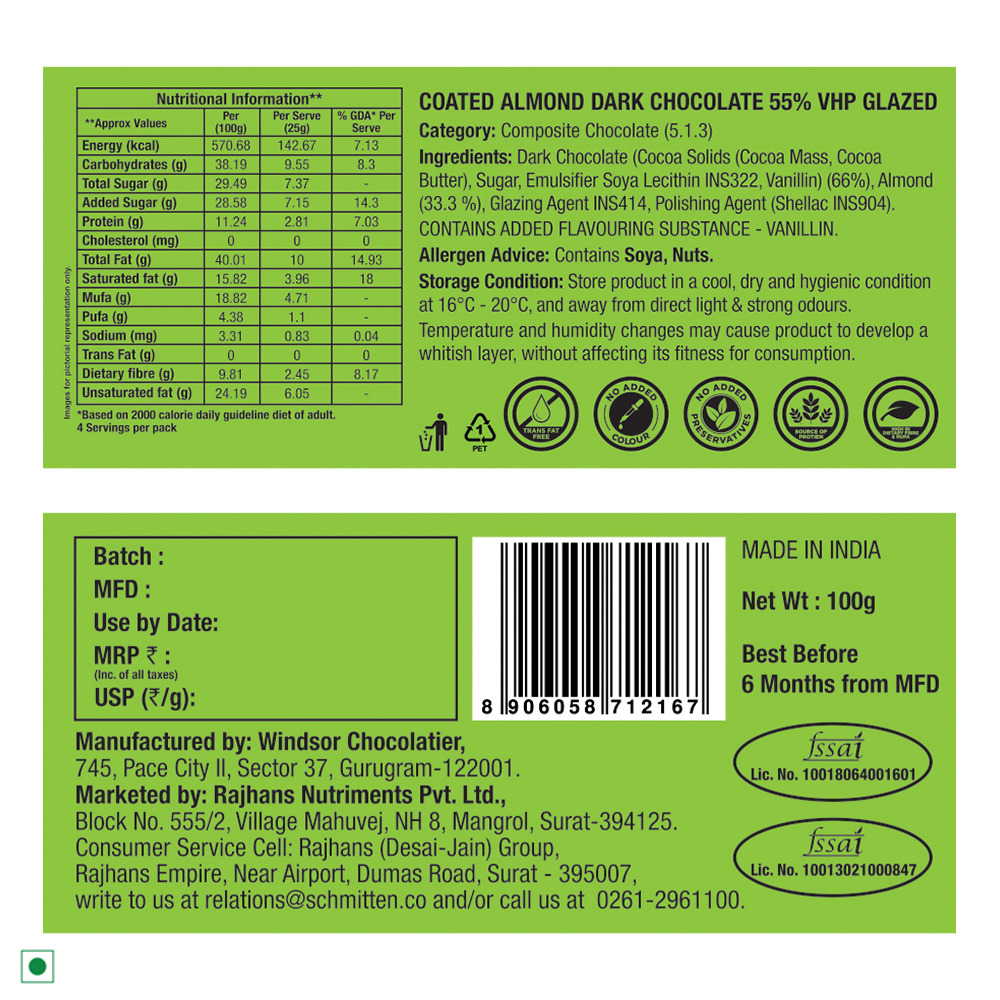 Nutritional Information**
**Approx Values Per (100g) Per Serve (25g) % GDA* Per Serve
Energy (kcal) 570.68 142.67 7.13
Carbohydrates (g) 38.19 9.55 8.3
Total Sugar (g) 29.49 7.37 -
Added Sugar (g) 28.58 7.15 14.3
Protein (g) 11.24 2.81 7.03
Cholesterol (mg) 0 0 0
Total Fat (g) 40.01 10 14.93
Saturated fat (g) 15.82 3.96 18
Mufa (g) 18.82 4.71 -
Pufa (g) 4.38 1.1 -
Sodium (mg) 3.31 0.83 0.04
Trans Fat (g) 0 0 0
Dietary fibre (g) 9.81 2.45 8.17
Unsaturated fat (g) 24.19 6.05 -
*Based on 2000 calorie daily guideline diet of adult.
4 Servings per pack
Images for pictorial representation only.
COATED ALMOND DARK CHOCOLATE 55% VHP GLAZED
Category: Composite Chocolate (5.1.3)
Ingredients: Dark Chocolate (Cocoa Solids (Cocoa Mass, Cocoa
Butter), Sugar, Emulsifier Soya Lecithin INS322, Vanillin) (66%), Almond
(33.3 %), Glazing Agent INS414, Polishing Agent (Shellac INS904).
CONTAINS ADDED FLAVOURING SUBSTANCE - VANILLIN.
Allergen Advice: Contains Soya, Nuts.
Storage Condition: Store product in a cool, dry and hygienic condition
at 16°C - 20°C, and away from direct light & strong odours.
Temperature and humidity changes may cause product to develop a
whitish layer, without affecting its fitness for consumption.
1
PET
TRANS FAT
FREE
NO ADDED
COLOUR
NO ADDED
PRESERVATIVES
SOURCE OF
PROTIEN
HIGH IN
DIETARY FIBRE
& MUFA
Batch :
MFD :
Use by Date:
MRP ₹ :
(Inc. of all taxes)
USP (₹/g):
8 906058 712167
MADE IN INDIA
Net Wt : 100g
Best Before
6 Months from MFD
Manufactured by: Windsor Chocolatier,
745, Pace City II, Sector 37, Gurugram-122001.
Marketed by: Rajhans Nutriments Pvt. Ltd.,
Block No. 555/2, Village Mahuvej, NH 8, Mangrol, Surat-394125.
Consumer Service Cell: Rajhans (Desai-Jain) Group,
Rajhans Empire, Near Airport, Dumas Road, Surat - 395007,
write to us at relations@schmitten.co and/or call us at 0261-2961100.
fssai
Lic. No. 10018064001601
fssai
Lic. No. 10013021000847